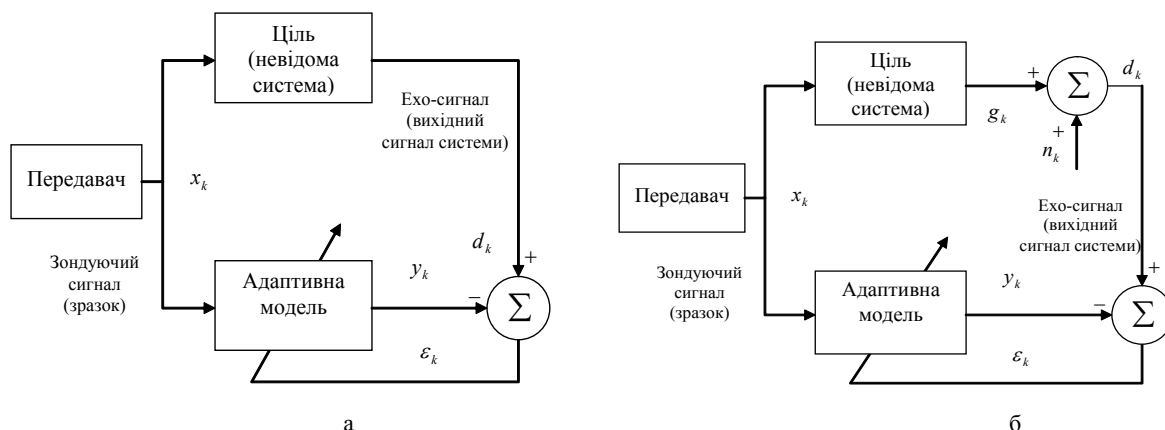 Ціль
(невідома
система)
Ехо-сигнал
(вихідний
сигнал системи)
Передавач
x_k
Зондуючий
сигнал
(зразок)
d_k
+
Адаптивна
модель
y_k
−
Σ
ε_k
а
Ціль
(невідома
система)
+
g_k
Σ
d_k
+
n_k
Передавач
x_k
Ехо-сигнал
(вихідний
сигнал системи)
Зондуючий
сигнал
(зразок)
+
Адаптивна
модель
y_k
−
Σ
ε_k
б